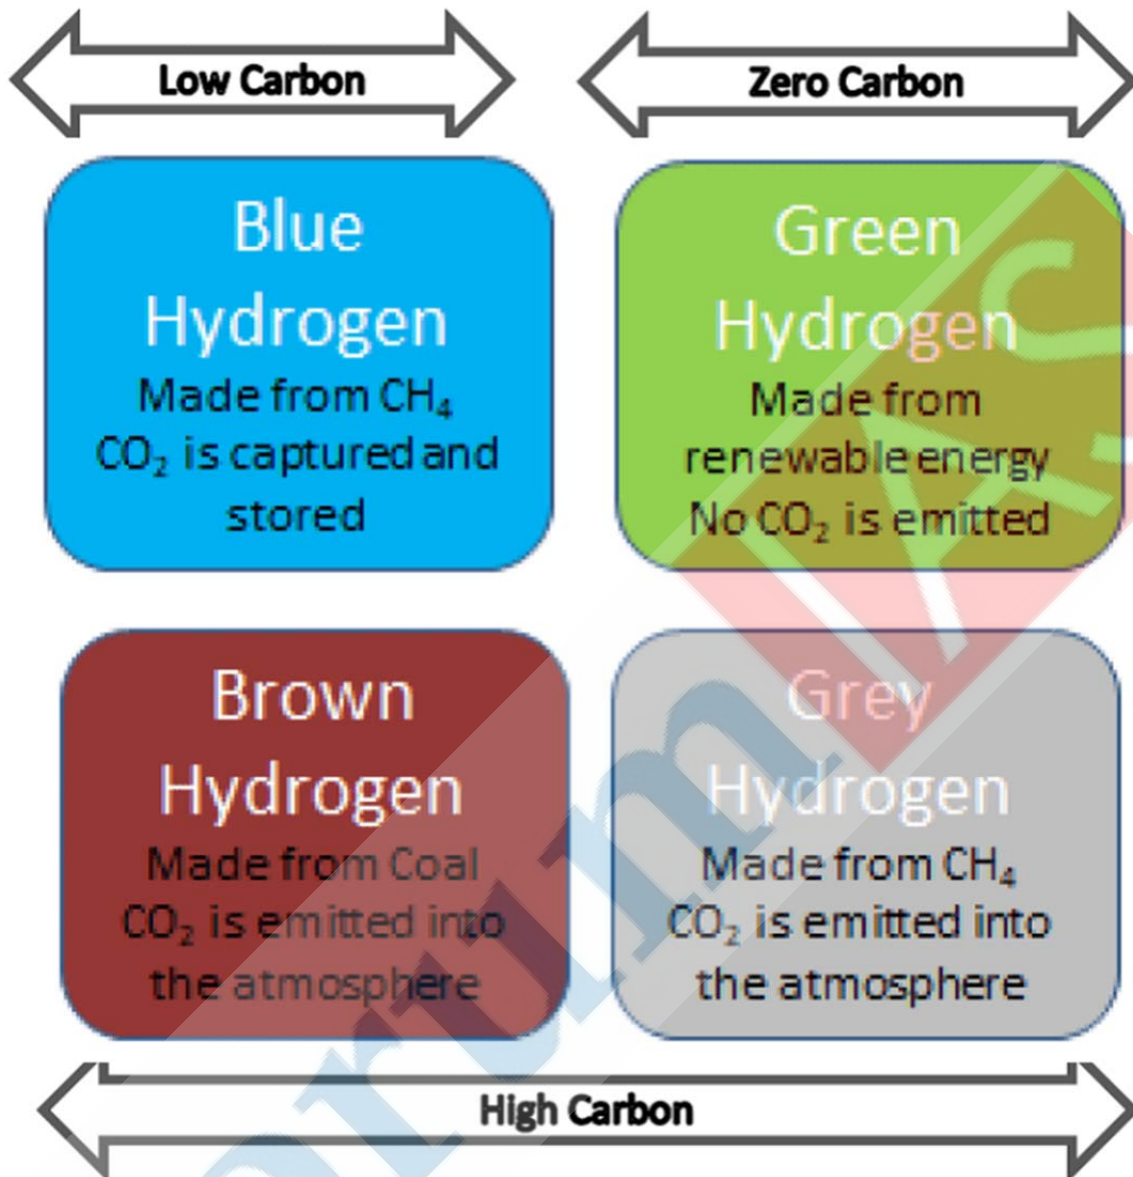 Low Carbon
Zero Carbon
Blue
Hydrogen
Made from CH₄
CO₂ is captured and
stored
Green
Hydrogen
Made from
renewable energy
No CO₂ is emitted
Brown
Hydrogen
Made from Coal
CO₂ is emitted into
the atmosphere
Grey
Hydrogen
Made from CH₄
CO₂ is emitted into
the atmosphere
High Carbon
orum IAS